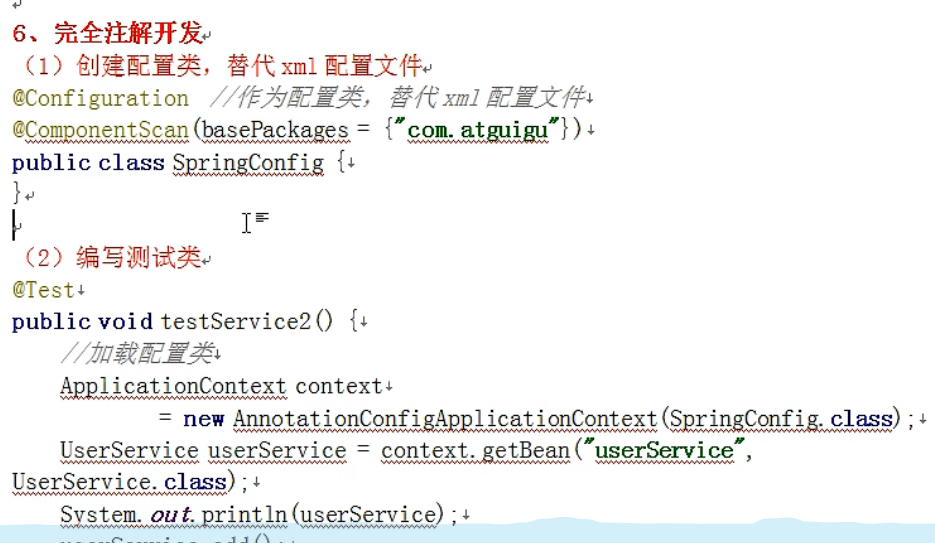 6、完全注解开发
（1）创建配置类，替代 xml 配置文件
@Configuration //作为配置类，替代 xml 配置文件
@ComponentScan(basePackages = {"com.atguigu"})
public class SpringConfig {
}
（2）编写测试类
@Test
public void testService2() {
//加载配置类
ApplicationContext context
= new AnnotationConfigApplicationContext(SpringConfig.class);
UserService userService = context.getBean("userService",
UserService.class);
System.out.println(userService);